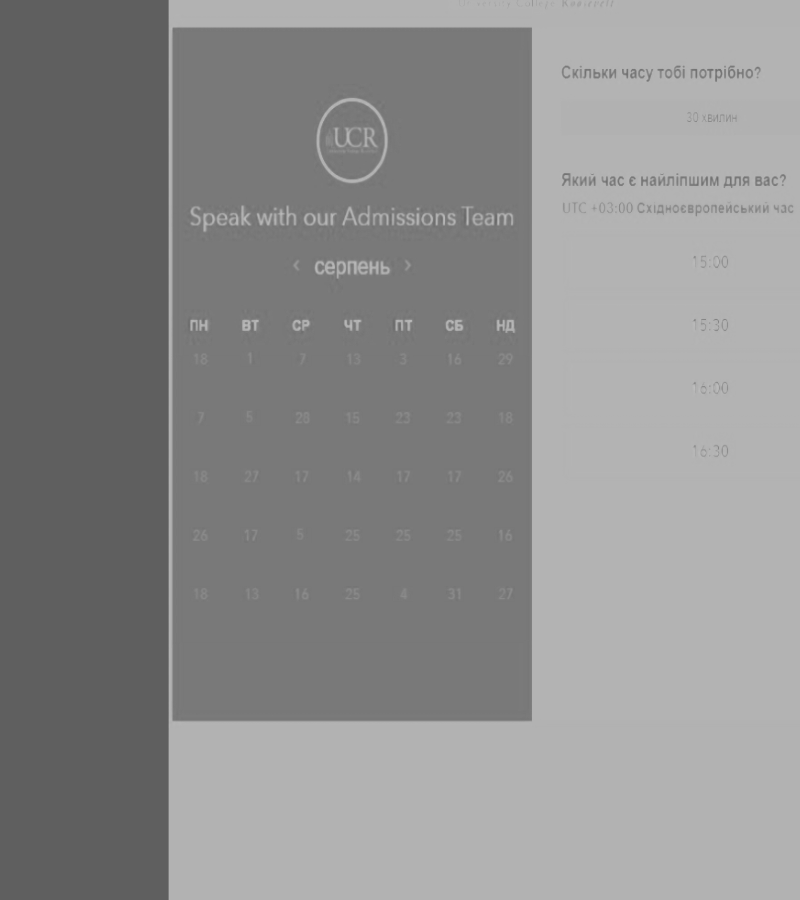 UCR
Speak with our Admissions Team
‹ серпень ›
ПН ВТ СР ЧТ ПТ СБ НД
18 1 7 13 3 16 29
7 5 28 15 23 23 18
18 27 17 14 17 17 26
26 17 5 25 25 25 16
18 13 16 25 4 31 27
Скільки часу тобі потрібно?
30 хвилин
Який час є найліпшим для вас?
UTC +03:00 Східноєвропейський час
15:00
15:30
16:00
16:30